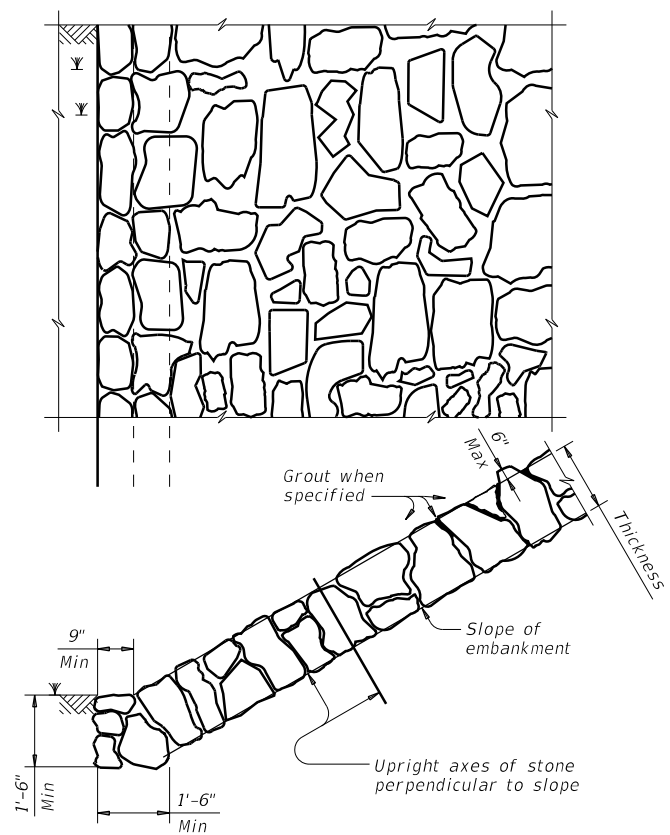 6"
Max
Grout when
specified
Thickness
9"
Min
Slope of
embankment
1'-6"
Min
Upright axes of stone
perpendicular to slope
1'-6"
Min